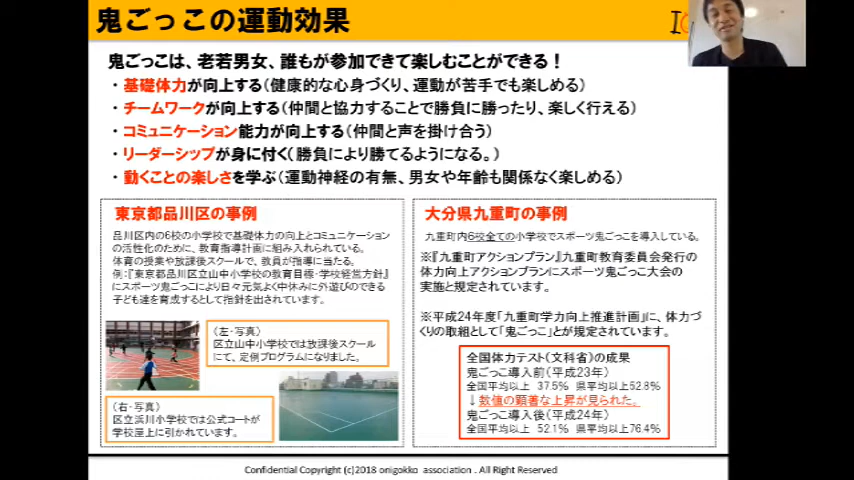 鬼ごっこの運動効果
鬼ごっこは、老若男女、誰もが参加できて楽しむことができる！
・基礎体力が向上する(健康的な心身づくり、運動が苦手でも楽しめる)
・チームワークが向上する(仲間と協力することで勝負に勝ったり、楽しく行える)
・コミュニケーション能力が向上する(仲間と声を掛け合う)
・リーダーシップが身に付く(勝負により勝てるようになる。)
・動くことの楽しさを学ぶ(運動神経の有無、男女や年齢も関係なく楽しめる)
東京都品川区の事例
品川区内の6校の小学校で基礎体力の向上とコミュニケーション
の活性化のために、教育指導計画に組み入れられている。
体育の授業や放課後スクールで、教員が指導に当たる。
例：『東京都品川区立山中小学校の教育目標・学校経営方針』
にスポーツ鬼ごっこにより日々元気よく中休みに外遊びのできる
子ども達を育成するとして指針を出されています。
(左・写真)
区立山中小学校では放課後スクール
にて、定例プログラムになりました。
(右・写真)
区立浜川小学校では公式コートが
学校屋上に引かれています。
大分県九重町の事例
九重町内6校全ての小学校でスポーツ鬼ごっこを導入している。
※『九重町アクションプラン』九重町教育委員会発行の
体力向上アクションプランにスポーツ鬼ごっこ大会の
実施と規定されています。
※平成24年度「九重町学力向上推進計画」に、体力づ
くりの取組として「鬼ごっこ」とが規定されています。
全国体力テスト(文科省)の成果
鬼ごっこ導入前(平成23年)
全国平均以上 37.5% 県平均以上52.8%
↓数値の顕著な上昇が見られた。
鬼ごっこ導入後(平成24年)
全国平均以上 52.1% 県平均以上76.4%
Confidential Copyright (c)2018 onigokko association . All Right Reserved